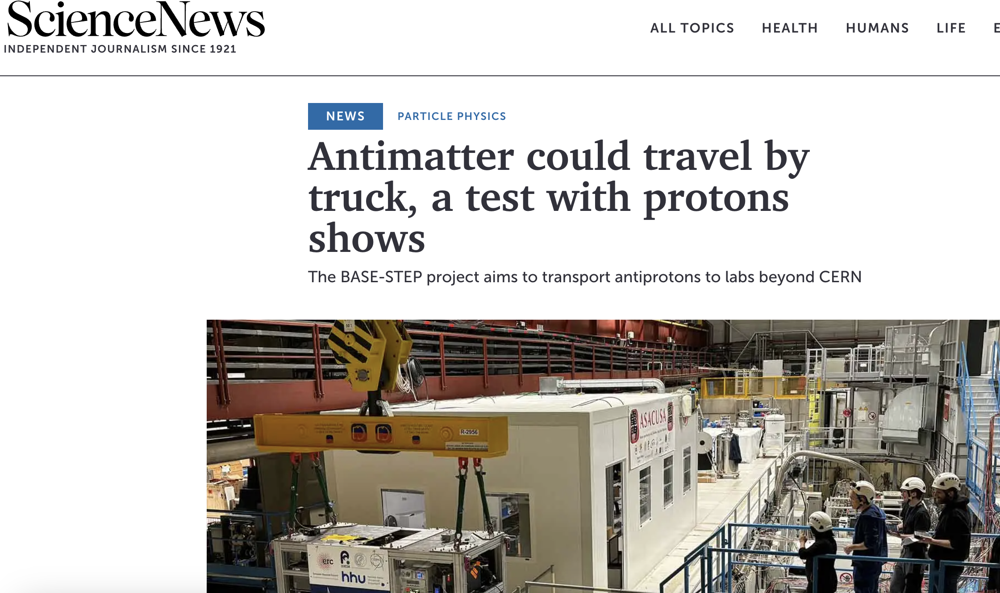 ScienceNews
INDEPENDENT JOURNALISM SINCE 1921
ALL TOPICS HEALTH HUMANS LIFE
NEWS PARTICLE PHYSICS
Antimatter could travel by
truck, a test with protons
shows
The BASE-STEP project aims to transport antiprotons to labs beyond CERN
50 t
R-2956
ASACUSA
erc
CERN
hhu